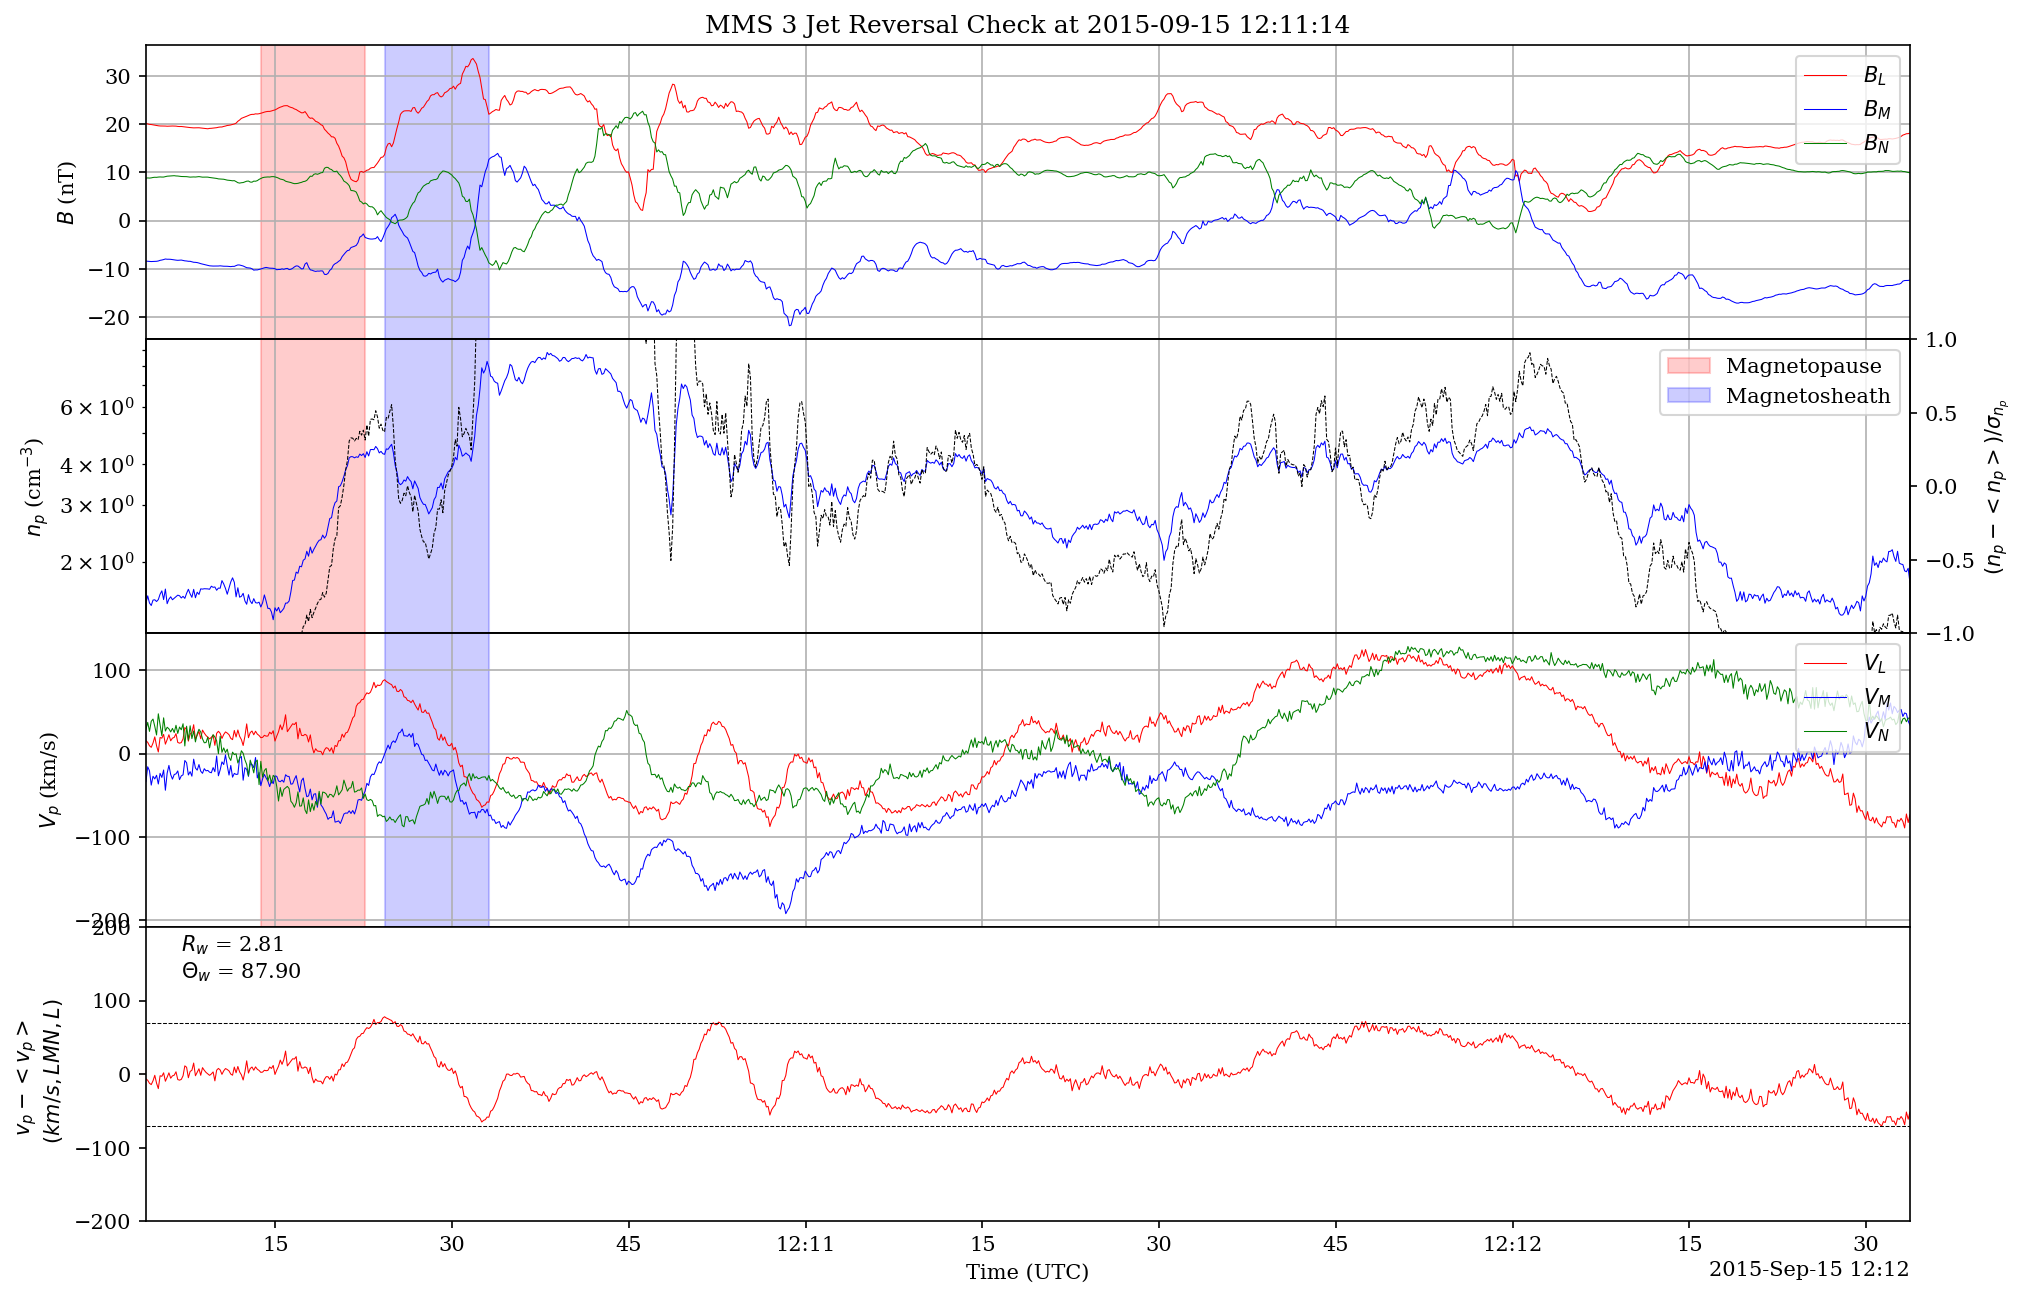 MMS 3 Jet Reversal Check at 2015-09-15 12:11:14
B (nT)
30
20
10
0
−10
−20
B_L
B_M
B_N
n_p (cm^{-3})
6 × 10^0
4 × 10^0
3 × 10^0
2 × 10^0
Magnetopause
Magnetosheath
1.0
0.5
0.0
−0.5
−1.0
(n_p − < n_p >)/σ_{n_p}
V_p (km/s)
100
0
−100
−200
V_L
V_M
V_N
v_p − < v_p >
(km/s, LMN, L)
200
100
0
−100
−200
R_w = 2.81
Θ_w = 87.90
15 30 45 12:11 15 30 45 12:12 15 30
Time (UTC)
2015-Sep-15 12:12